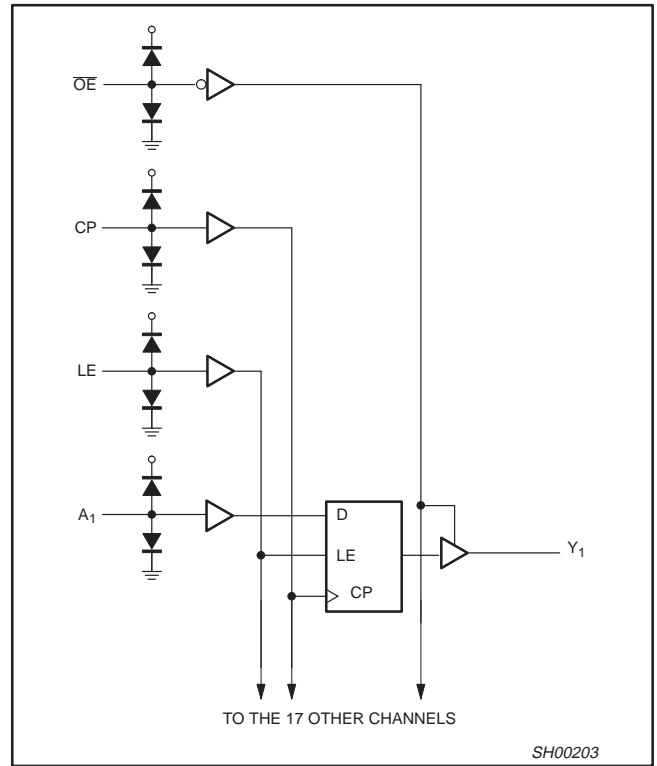 OE
CP
LE
A1
D
LE
CP
Y1
TO THE 17 OTHER CHANNELS
SH00203